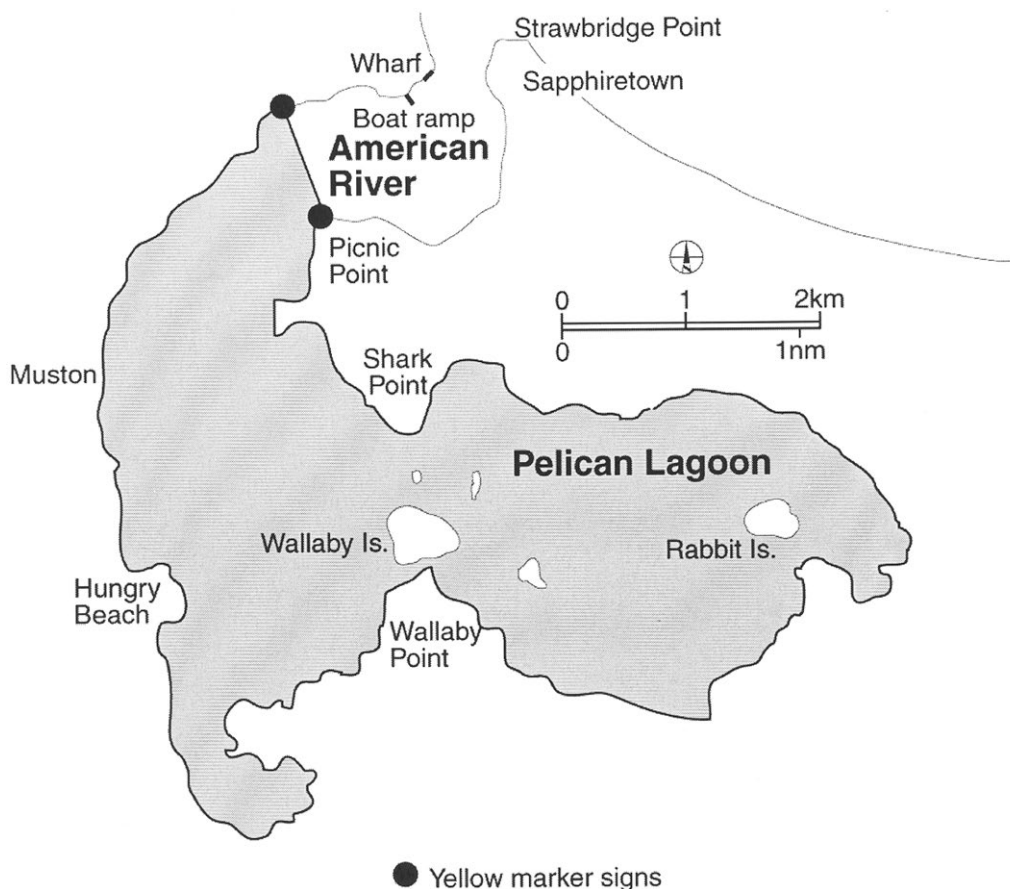 Strawbridge Point
Wharf
Sapphiretown
Boat ramp
American
River
Picnic
Point
N
0 1 2km
0 1nm
Muston
Shark
Point
Pelican Lagoon
Wallaby Is.
Rabbit Is.
Hungry
Beach
Wallaby
Point
Yellow marker signs